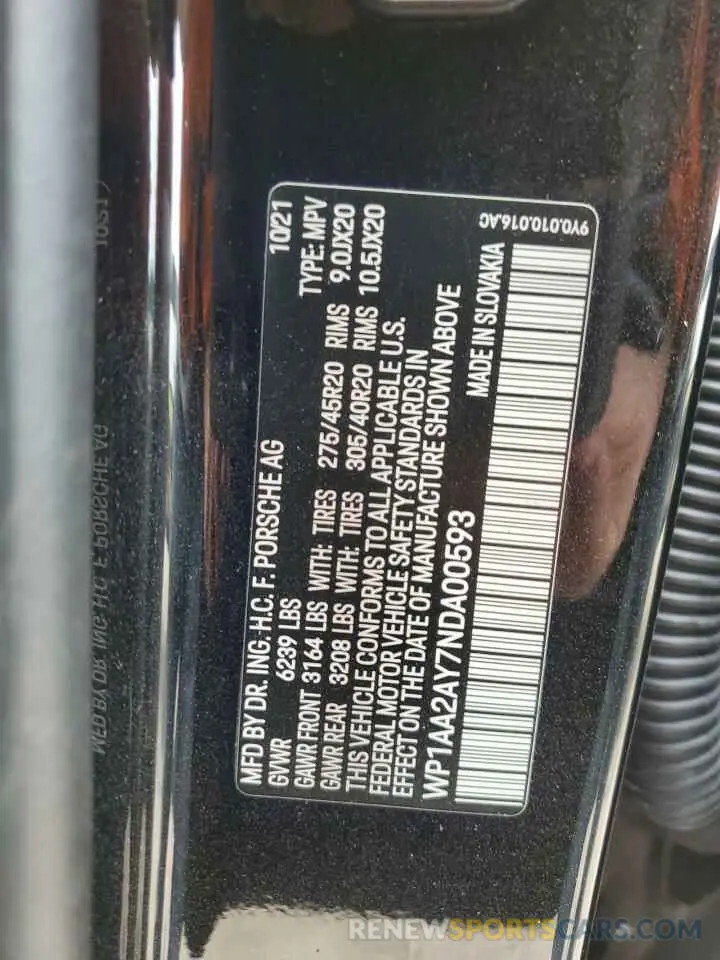 MFD BY DR. ING. H.C. F. PORSCHE AG 10/21
GVWR 6239 LBS TYPE: MPV
GAWR FRONT 3164 LBS WITH: TIRES 275/45R20 RIMS 9.0JX20
GAWR REAR 3208 LBS WITH: TIRES 305/40R20 RIMS 10.5JX20
THIS VEHICLE CONFORMS TO ALL APPLICABLE U.S.
FEDERAL MOTOR VEHICLE SAFETY STANDARDS IN
EFFECT ON THE DATE OF MANUFACTURE SHOWN ABOVE
WP1AA2AY7NDA00593 MADE IN SLOVAKIA
9Y0.010.016.AC
RENEWSPORTSCARS.COM